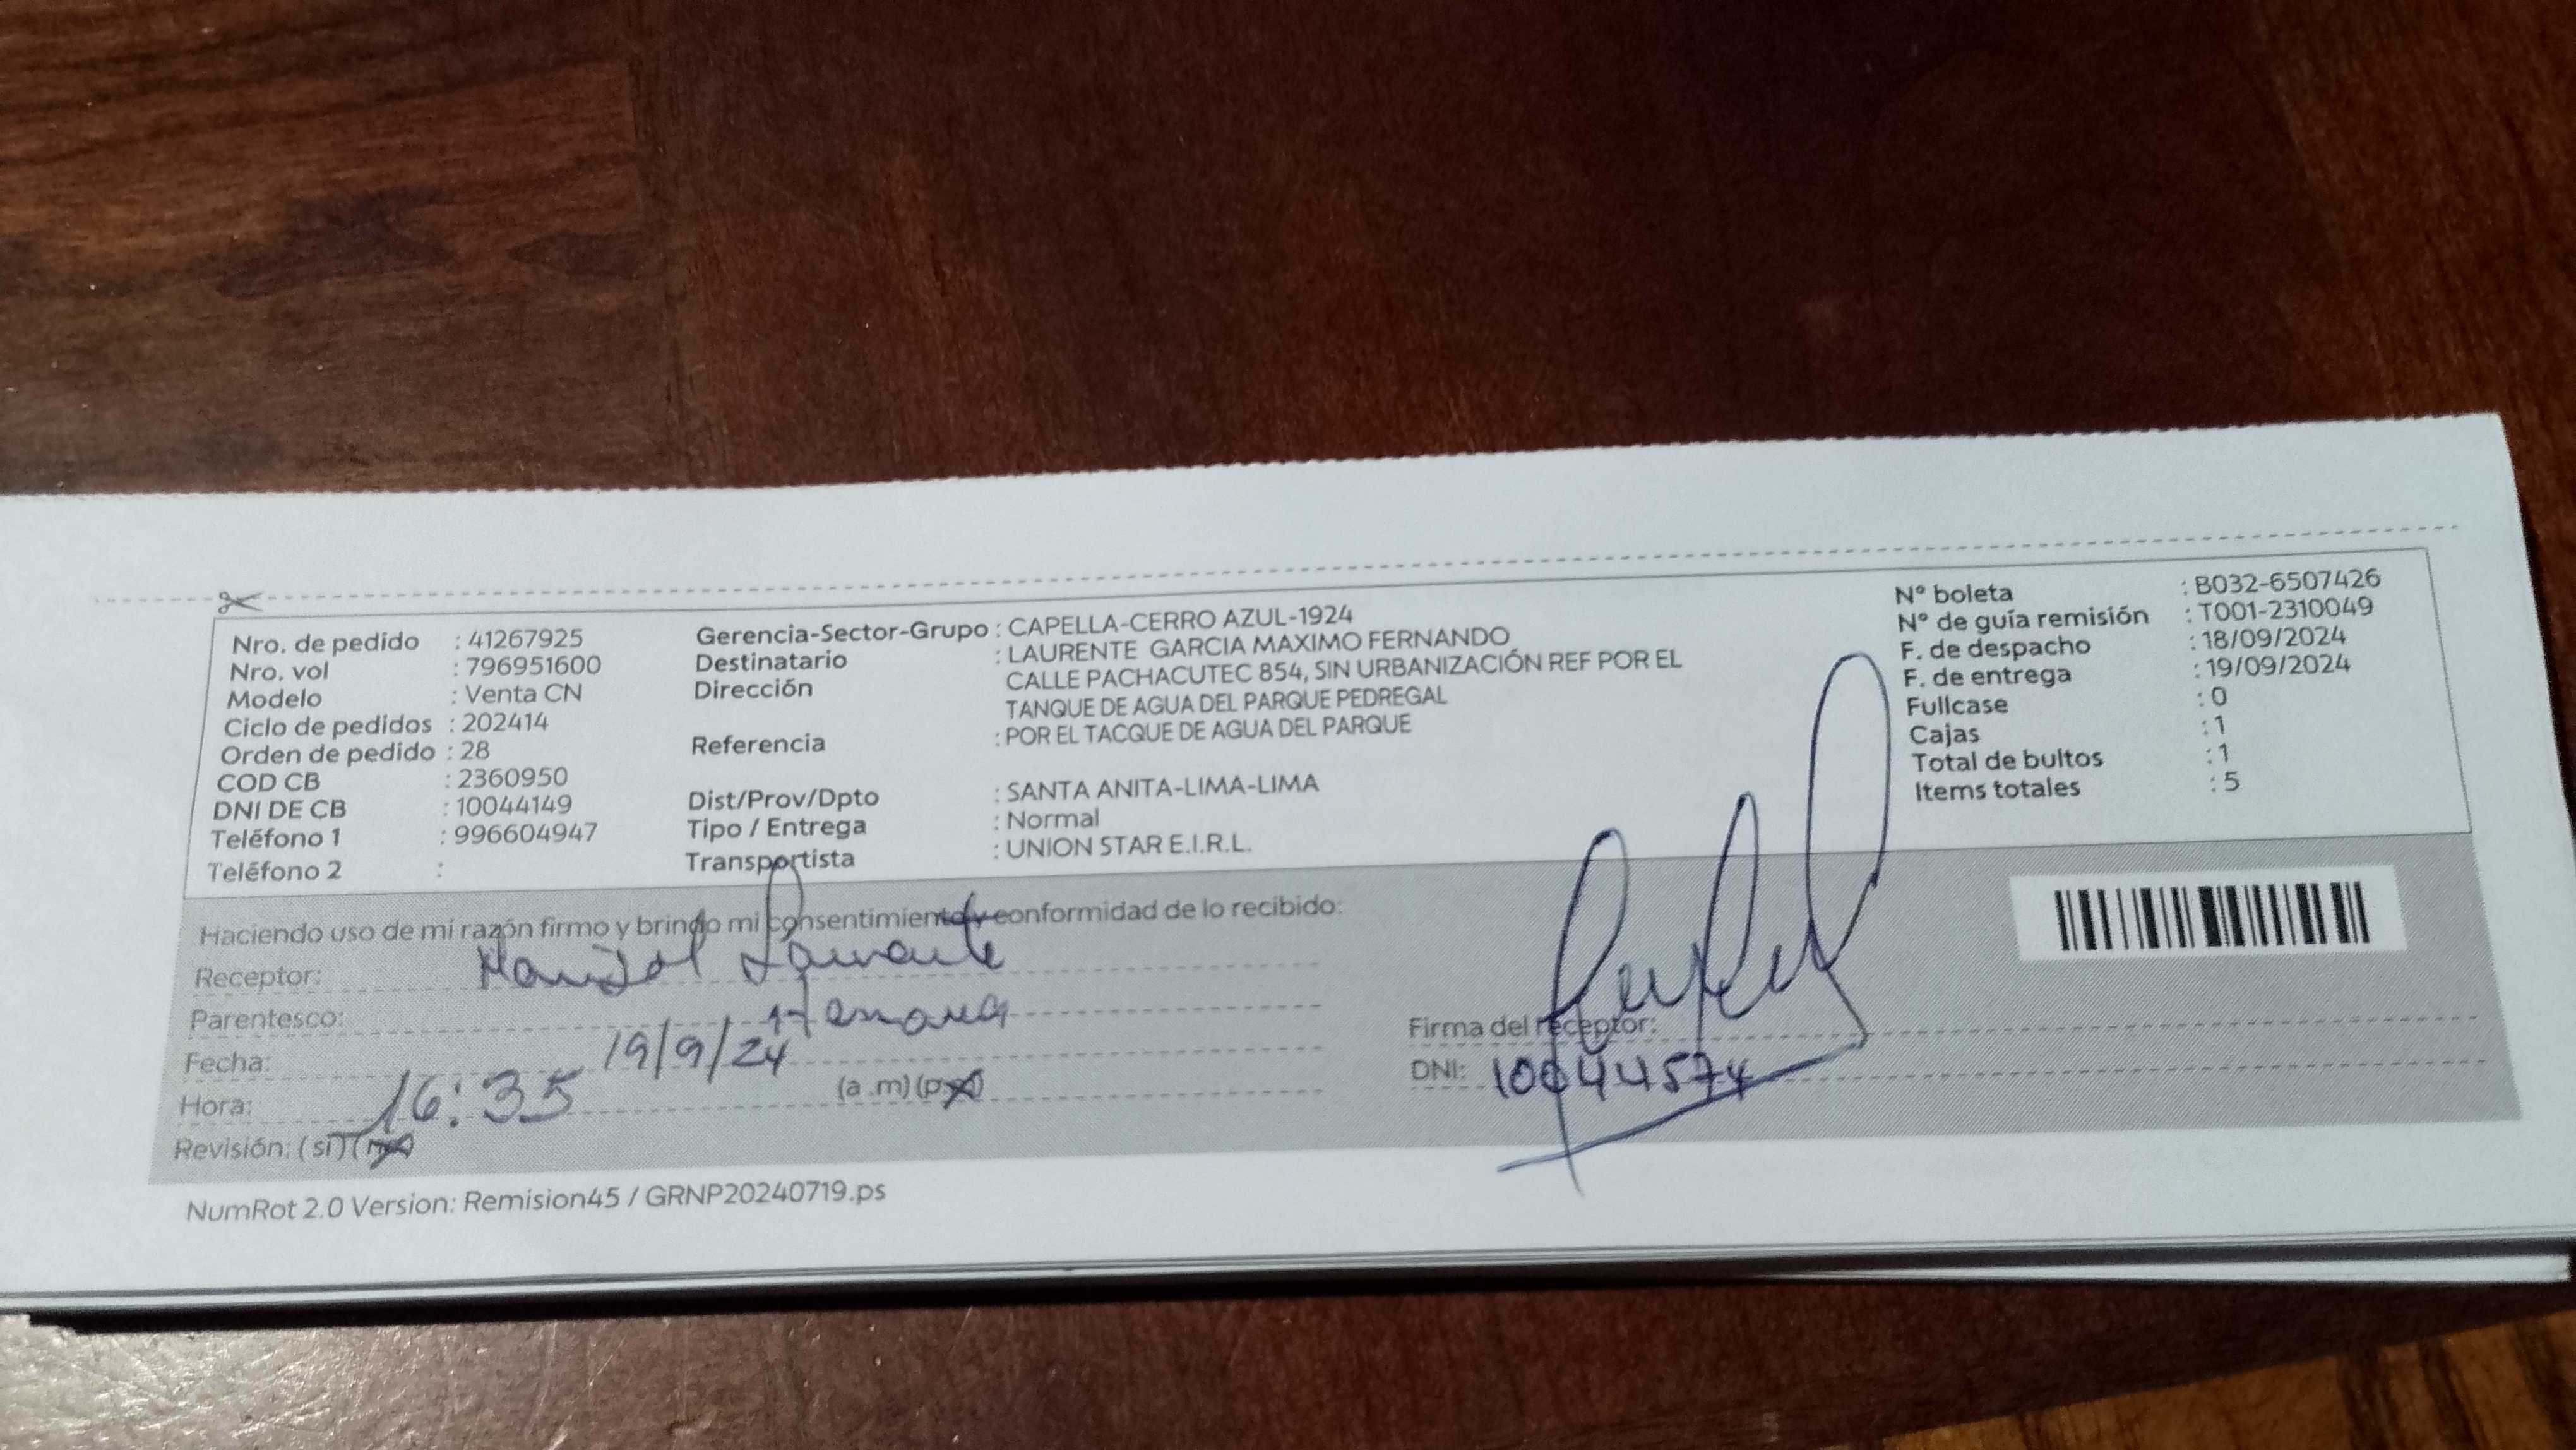 Nro. de pedido : 41267925
Nro. vol : 796951600
Modelo : Venta CN
Ciclo de pedidos : 202414
Orden de pedido : 28
COD CB : 2360950
DNI DE CB : 10044149
Teléfono 1 : 996604947
Teléfono 2 :
Gerencia-Sector-Grupo : CAPELLA-CERRO AZUL-1924
Destinatario : LAURENTE GARCIA MAXIMO FERNANDO
Dirección : CALLE PACHACUTEC 854, SIN URBANIZACIÓN REF POR EL
TANQUE DE AGUA DEL PARQUE PEDREGAL
Referencia : POR EL TACQUE DE AGUA DEL PARQUE
Dist/Prov/Dpto : SANTA ANITA-LIMA-LIMA
Tipo / Entrega : Normal
Transportista : UNION STAR E.I.R.L.
N° boleta : B032-6507426
N° de guía remisión : T001-2310049
F. de despacho : 18/09/2024
F. de entrega : 19/09/2024
Fullcase : 0
Cajas : 1
Total de bultos : 1
Items totales : 5
Haciendo uso de mi razón firmo y brindo mi consentimiento y conformidad de lo recibido:
Receptor: Marisol Laurente
Parentesco: Hermana
Fecha: 19/9/24
Hora: 16:35 (a .m) (p.m)
Revisión: (si) (no)
Firma del receptor:
DNI: 10044574
NumRot 2.0 Version: Remision45 / GRNP20240719.ps